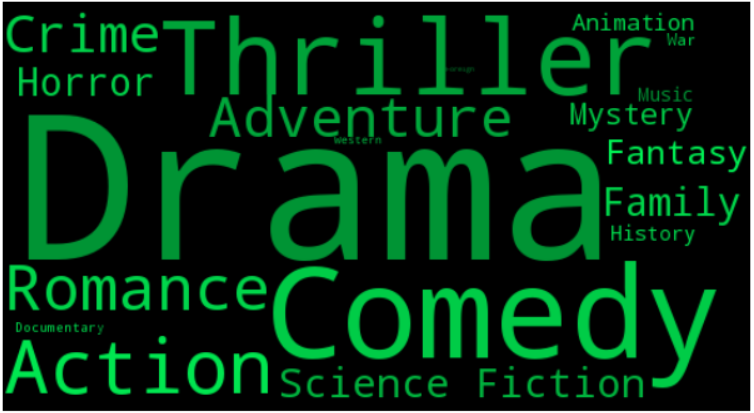 Crime
Thriller
Animation
War
Horror
Foreign
Music
Adventure
Mystery
Western
Drama
Fantasy
Family
History
Romance
Comedy
Documentary
Action
Science Fiction